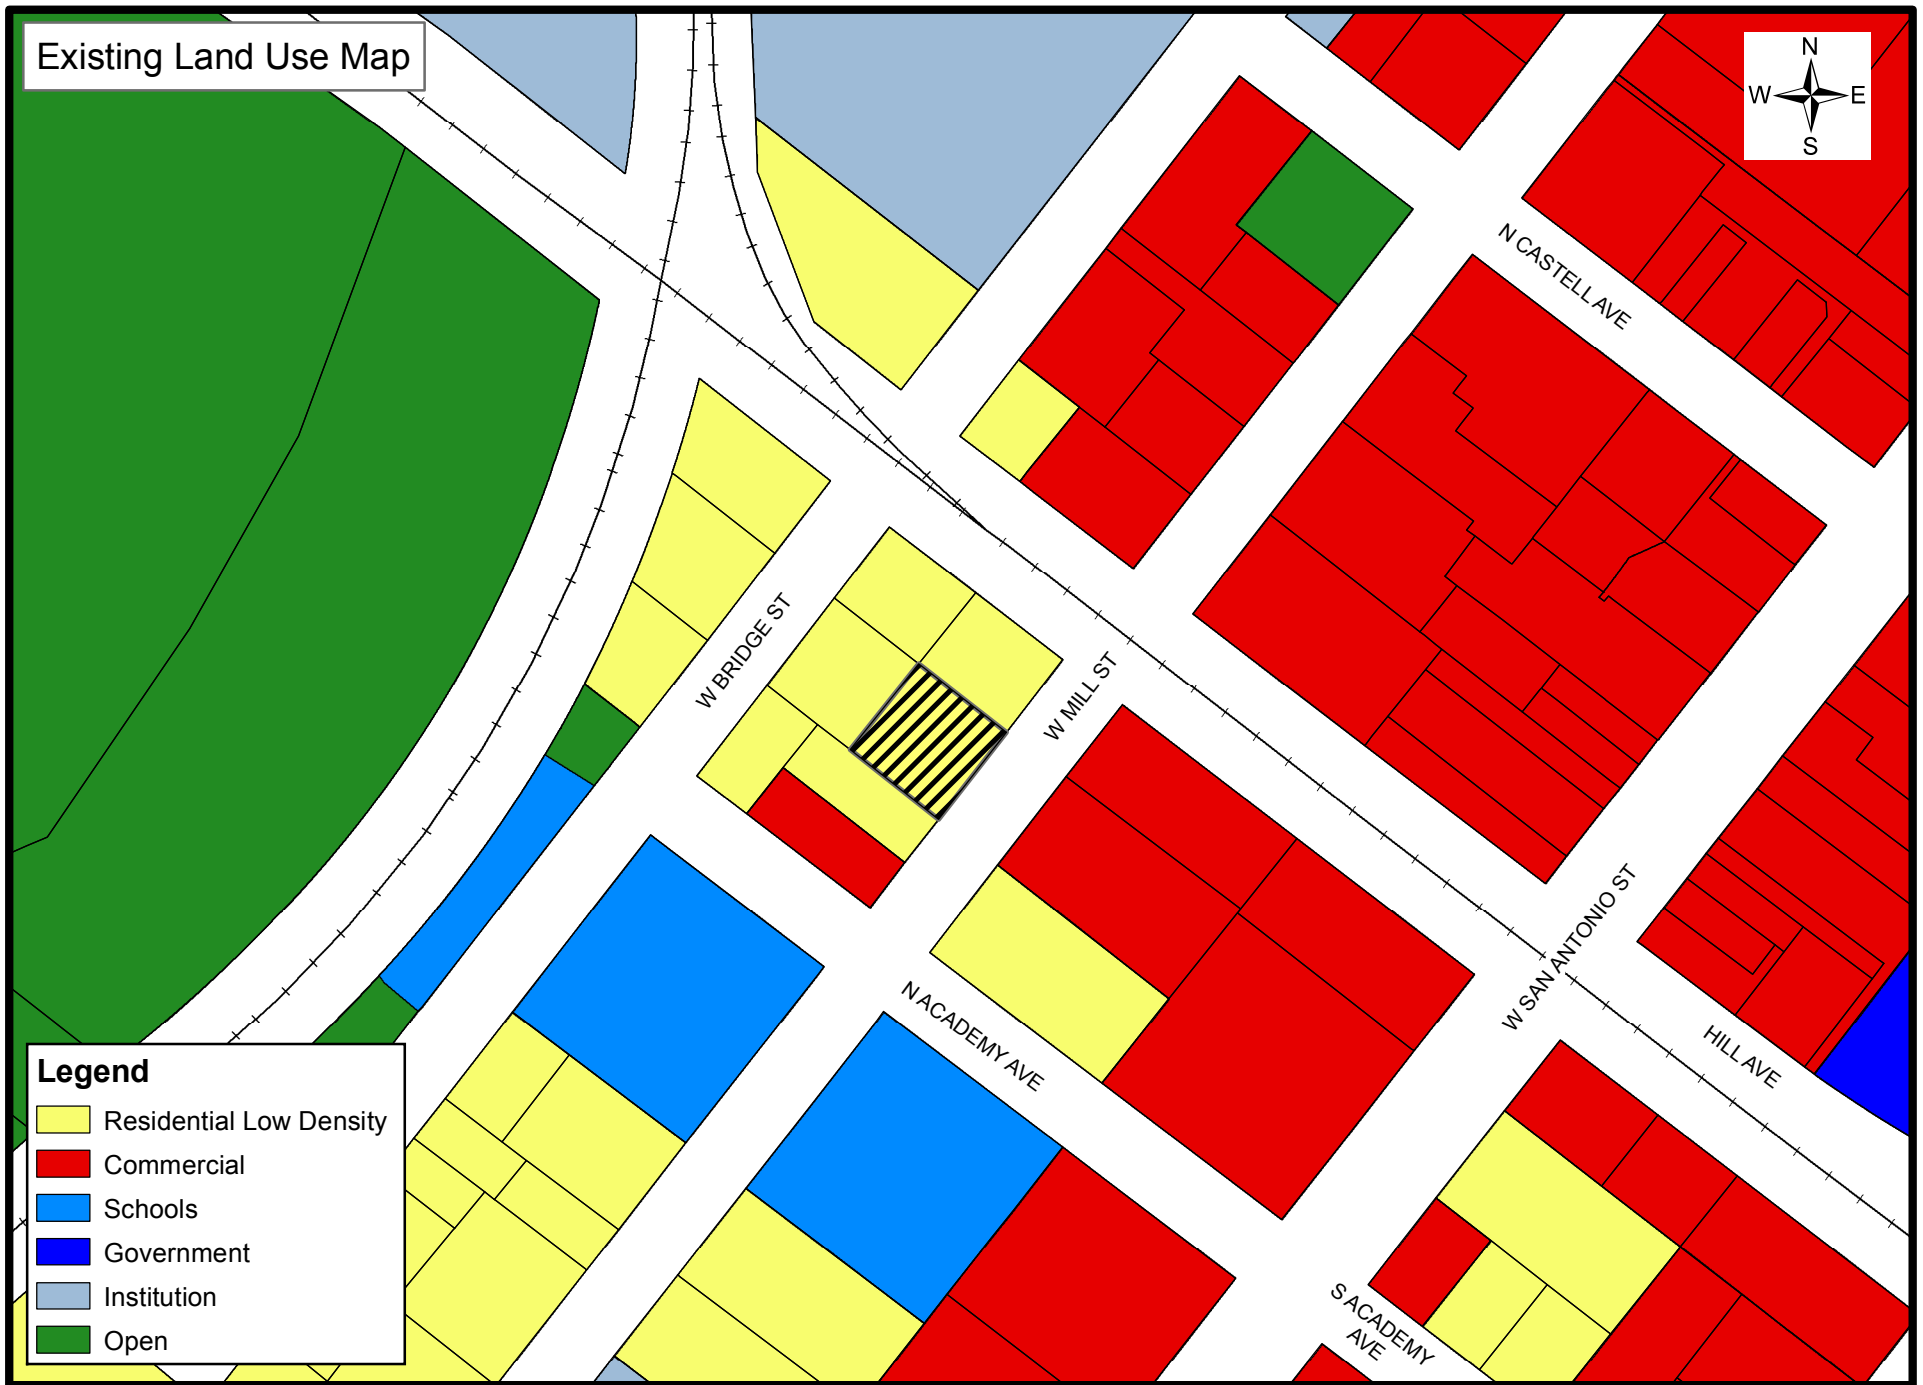 Existing Land Use Map
N
W E
S
N CASTELL AVE
W BRIDGE ST
W MILL ST
W SAN ANTONIO ST
N ACADEMY AVE
HILL AVE
S ACADEMY
AVE
Legend
Residential Low Density
Commercial
Schools
Government
Institution
Open